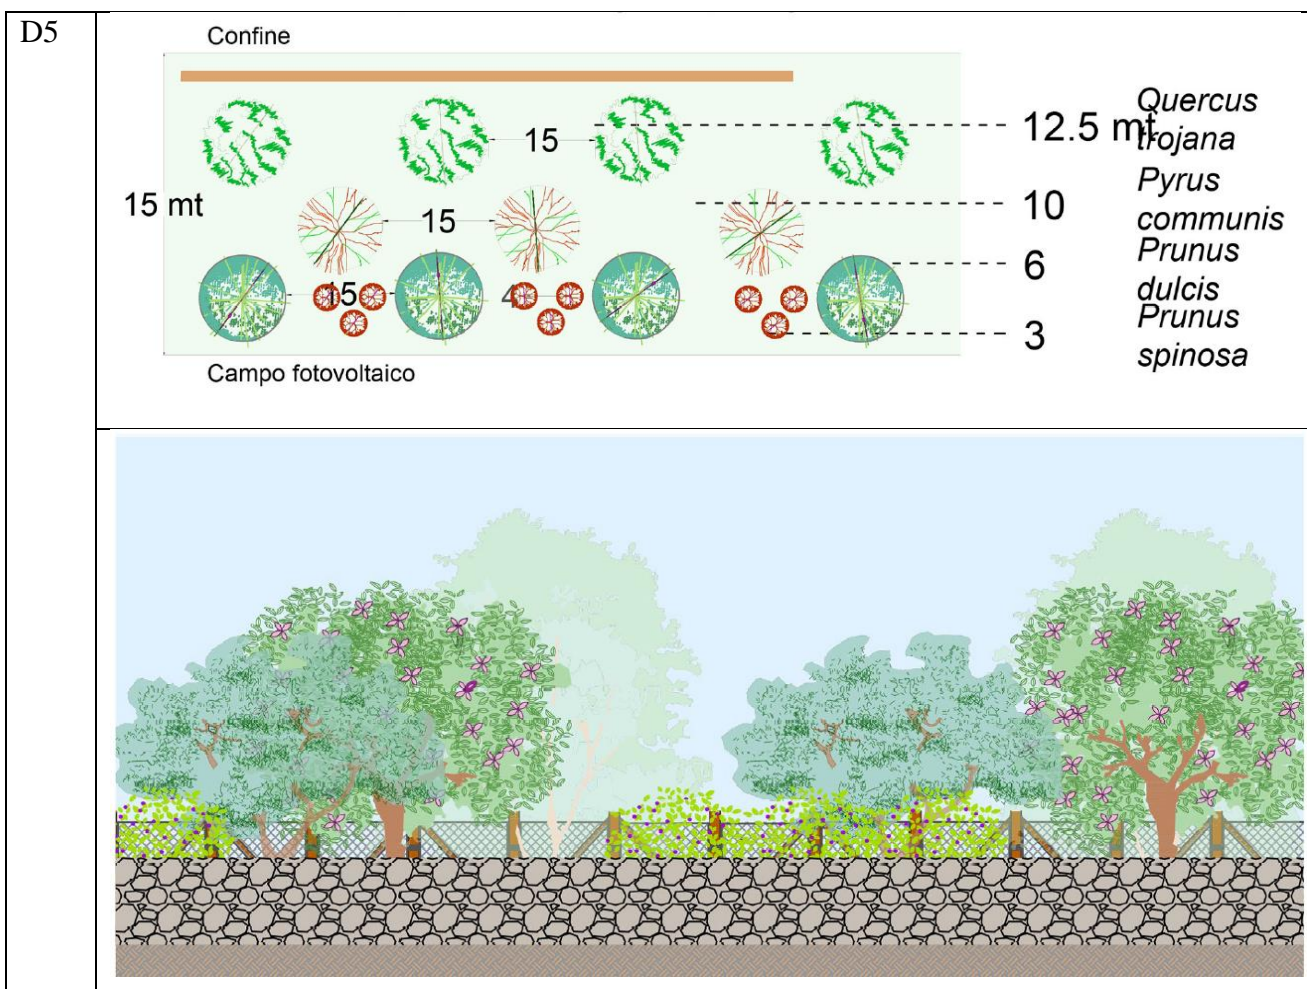 D5
Confine
15
12.5 mt
Quercus
trojana
15 mt
15
10
Pyrus
communis
15
4
6
Prunus
dulcis
3
Prunus
spinosa
Campo fotovoltaico